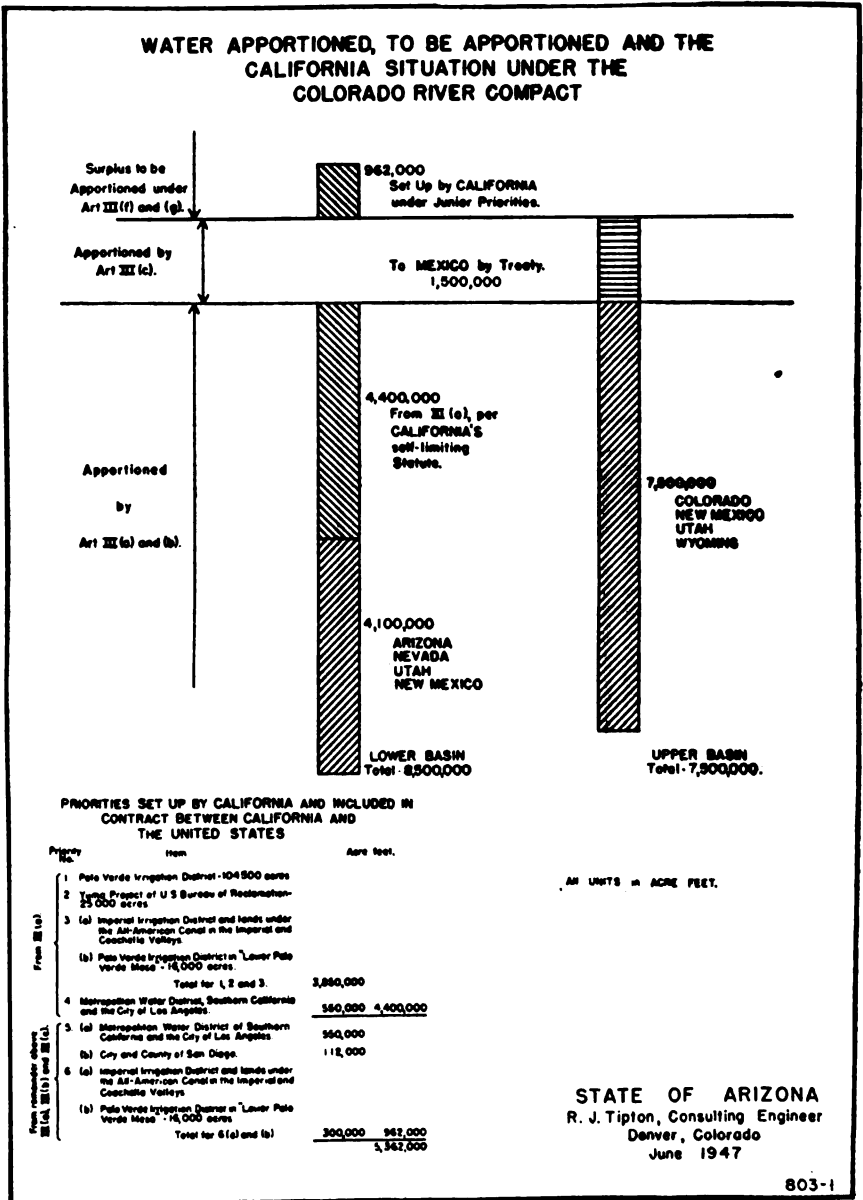 WATER APPORTIONED, TO BE APPORTIONED AND THE
CALIFORNIA SITUATION UNDER THE
COLORADO RIVER COMPACT
Surplus to be
Apportioned under
Art III (f) and (g).
962,000
Set Up by CALIFORNIA
under Junior Priorities.
Apportioned by
Art III (c).
To MEXICO by Treaty.
1,500,000
4,400,000
From III (a), per
CALIFORNIA'S
self-limiting
Statute.
Apportioned
by
Art III (a) and (b).
7,500,000
COLORADO
NEW MEXICO
UTAH
WYOMING
4,100,000
ARIZONA
NEVADA
UTAH
NEW MEXICO
LOWER BASIN
Total - 8,500,000
UPPER BASIN
Total - 7,500,000.
PRIORITIES SET UP BY CALIFORNIA AND INCLUDED IN
CONTRACT BETWEEN CALIFORNIA AND
THE UNITED STATES
Priority No. Item Acre feet.
From III (a).
1 Palo Verde Irrigation District - 104500 acres
2 Yuma Project of U S Bureau of Reclamation-
25000 acres
3 (a) Imperial Irrigation District and lands under
the All-American Canal in the Imperial and
Coachella Valleys
(b) Palo Verde Irrigation District in "Lower Palo
Verde Mesa" - 16,000 acres.
Total for 1, 2 and 3. 3,850,000
4 Metropolitan Water District, Southern California
and the City of Los Angeles. 550,000 4,400,000
From remainder above
III (a), III (b) and III (c).
5. (a) Metropolitan Water District of Southern
California and the City of Los Angeles 550,000
(b) City and County of San Diego. 112,000
6 (a) Imperial Irrigation District and lands under
the All-American Canal in the Imperial and
Coachella Valleys
(b) Palo Verde Irrigation District in "Lower Palo
Verde Mesa" - 16,000 acres
Total for 6 (a) and (b) 300,000 962,000
5,362,000
All UNITS in ACRE FEET.
STATE OF ARIZONA
R. J. Tipton, Consulting Engineer
Denver, Colorado
June 1947
803-1